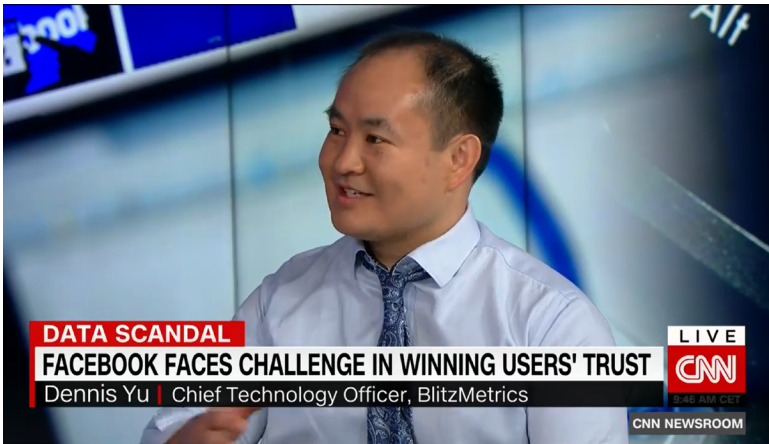 Alt
DATA SCANDAL
FACEBOOK FACES CHALLENGE IN WINNING USERS' TRUST
Dennis Yu | Chief Technology Officer, BlitzMetrics
LIVE
CNN
9:46 AM CET
CNN NEWSROOM